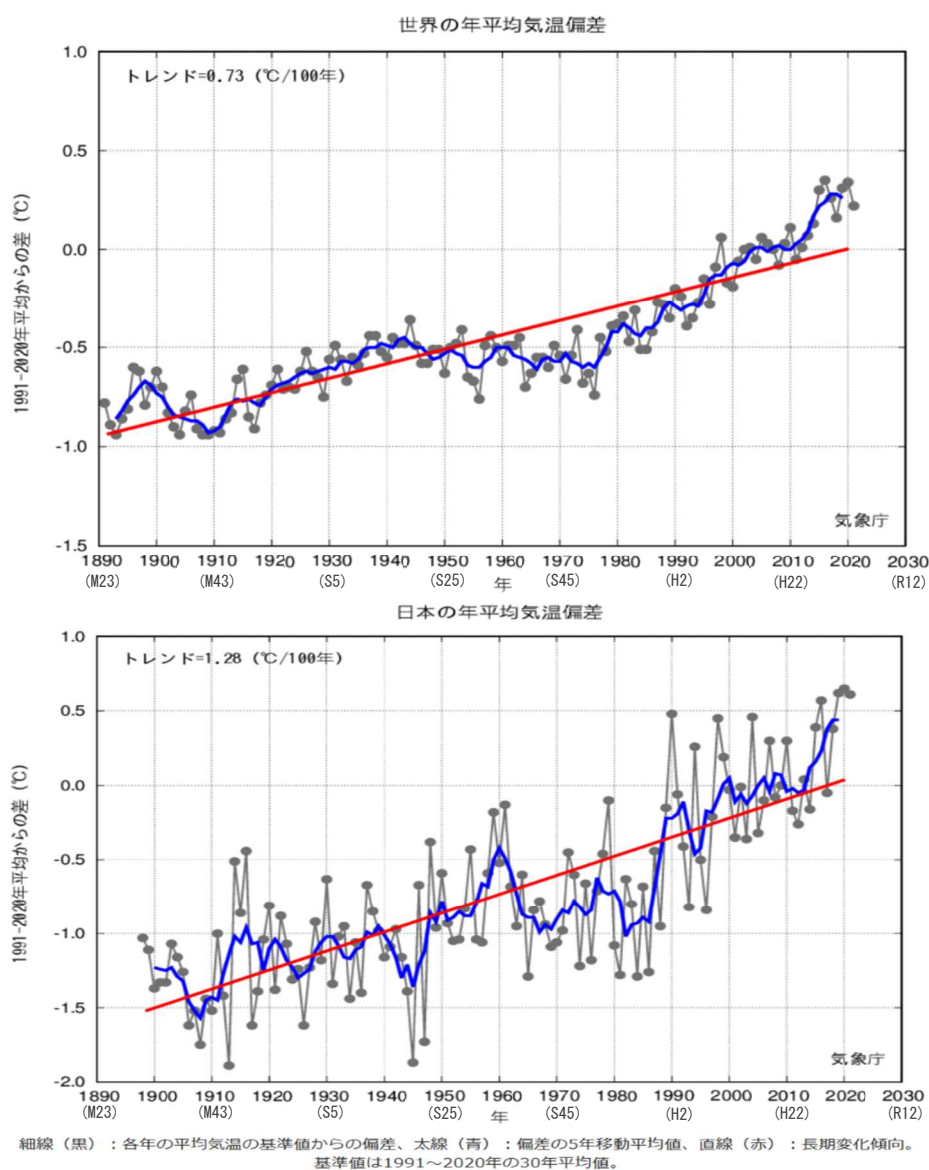 世界の年平均気温偏差
1.0
トレンド=0.73 (℃/100年)
0.5
0.0
-0.5
-1.0
-1.5
1991-2020年平均からの差 (℃)
気象庁
1890 1900 1910 1920 1930 1940 1950 1960 1970 1980 1990 2000 2010 2020 2030
(M23) (M43) (S5) (S25) 年 (S45) (H2) (H22) (R12)
日本の年平均気温偏差
1.0
トレンド=1.28 (℃/100年)
0.5
0.0
-0.5
-1.0
-1.5
-2.0
1991-2020年平均からの差 (℃)
気象庁
1890 1900 1910 1920 1930 1940 1950 1960 1970 1980 1990 2000 2010 2020 2030
(M23) (M43) (S5) (S25) 年 (S45) (H2) (H22) (R12)
細線（黒）：各年の平均気温の基準値からの偏差、太線（青）：偏差の5年移動平均値、直線（赤）：長期変化傾向。
基準値は1991～2020年の30年平均値。